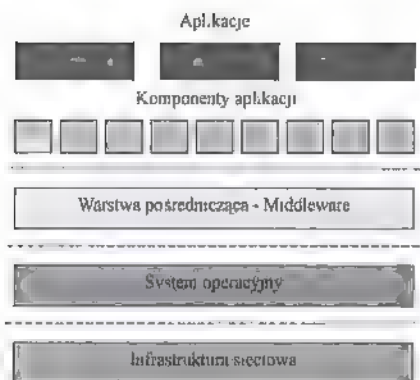 Aplikacje
Komponenty aplikacji
Warstwa pośrednicząca - Middleware
System operacyjny
Infrastruktura sieciowa